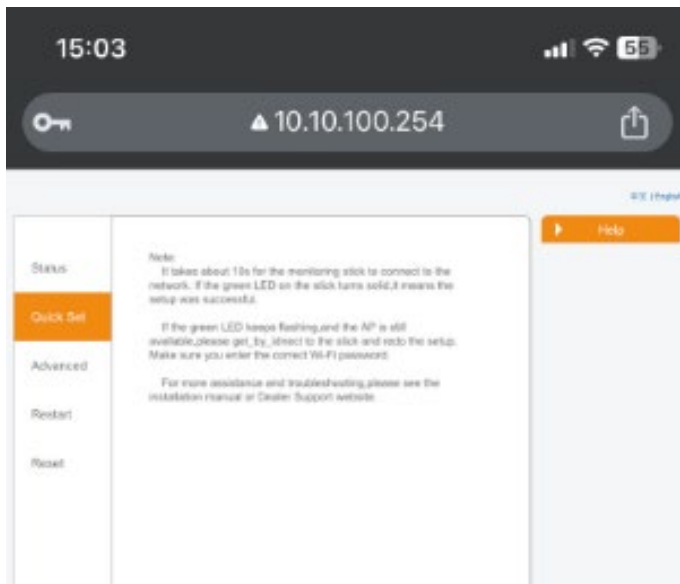 15:03
55
10.10.100.254
中文 | English
Help
Status
Quick Set
Advanced
Restart
Reset
Note:
It takes about 10s for the monitoring stick to connect to the
network. If the green LED on the stick turns solid,it means the
setup was successful.
If the green LED keeps flashing,and the AP is still
available,please get_by_idnect to the stick and redo the setup.
Make sure you enter the correct Wi-Fi password.
For more assistance and troubleshooting,please see the
installation manual or Dealer Support website.